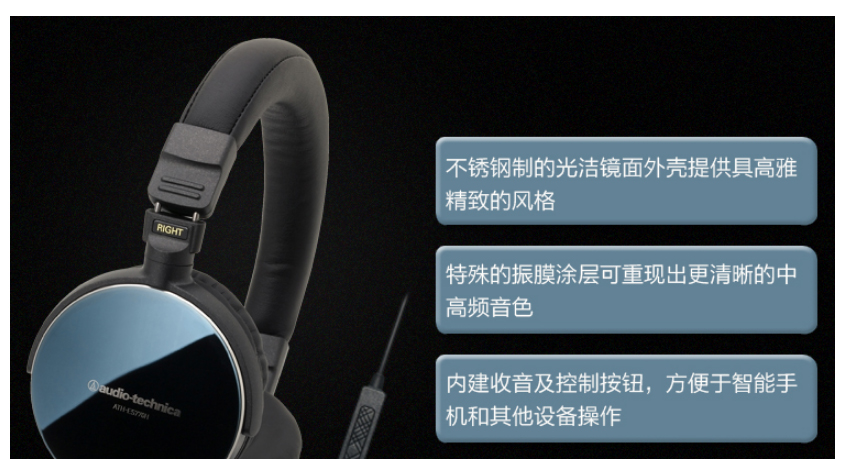 RIGHT
audio-technica
不锈钢制的光洁镜面外壳提供具高雅
精致的风格
特殊的振膜涂层可重现出更清晰的中
高频音色
内建收音及控制按钮，方便于智能手
机和其他设备操作